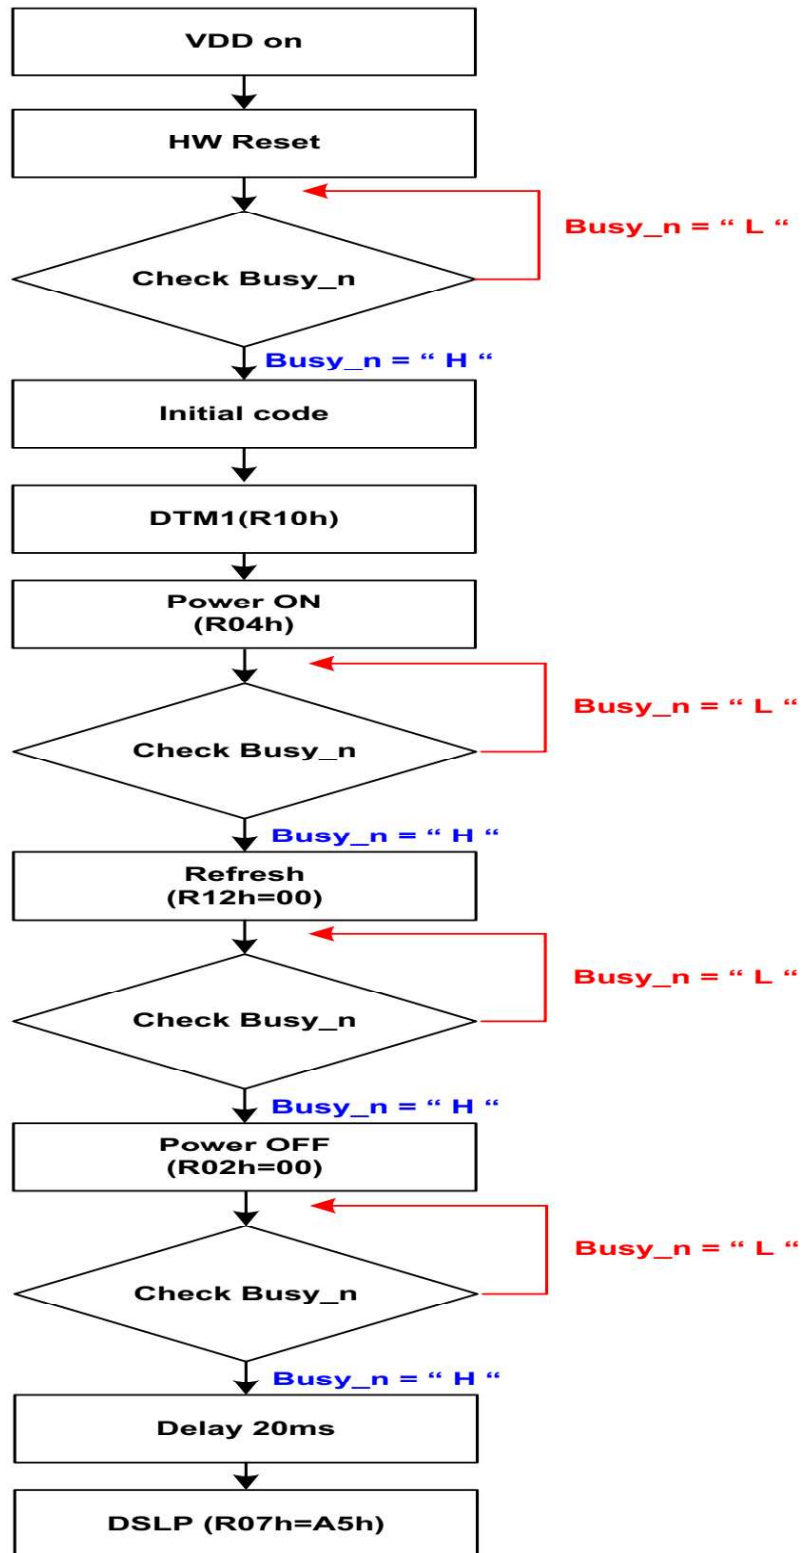 VDD on
HW Reset
Busy_n = “ L “
Check Busy_n
Busy_n = “ H “
Initial code
DTM1(R10h)
Power ON
(R04h)
Busy_n = “ L “
Check Busy_n
Busy_n = “ H “
Refresh
(R12h=00)
Busy_n = “ L “
Check Busy_n
Busy_n = “ H “
Power OFF
(R02h=00)
Busy_n = “ L “
Check Busy_n
Busy_n = “ H “
Delay 20ms
DSLP (R07h=A5h)